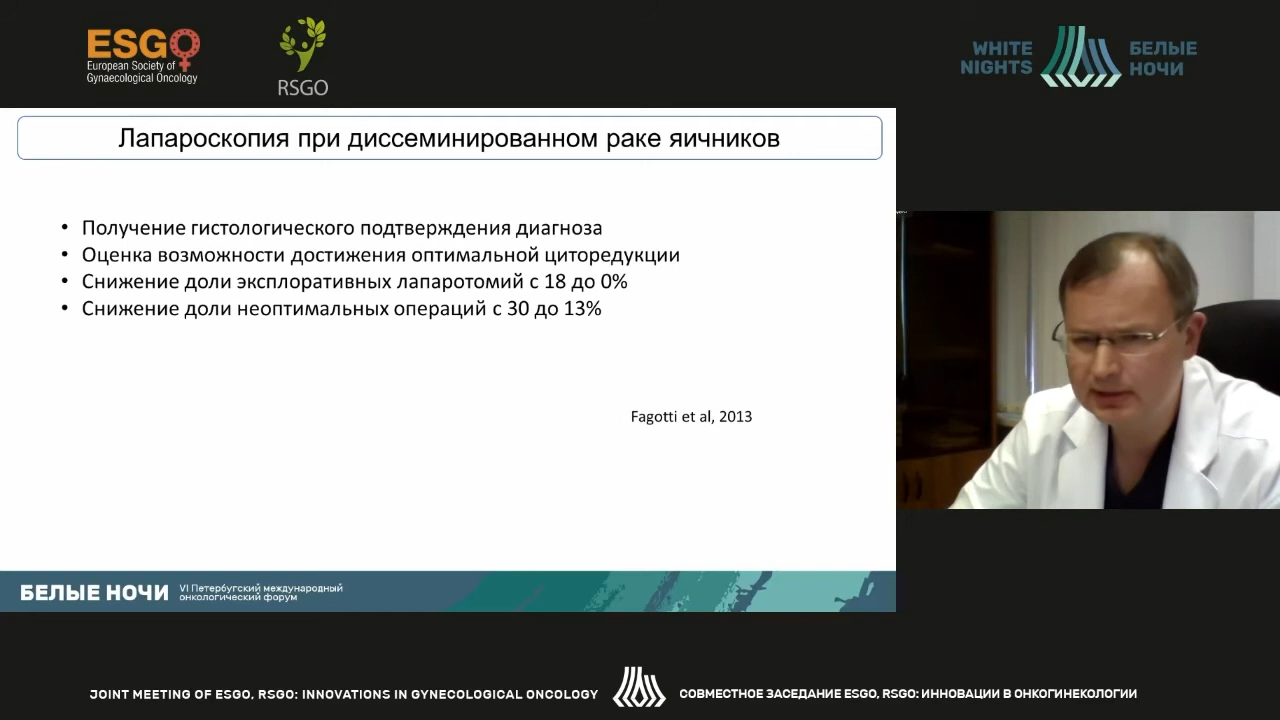 ESGO
European Society of
Gynaecological Oncology
RSGO
WHITE
NIGHTS
БЕЛЫЕ
НОЧИ
Лапароскопия при диссеминированном раке яичников
• Получение гистологического подтверждения диагноза
• Оценка возможности достижения оптимальной циторедукции
• Снижение доли эксплоративных лапаротомий с 18 до 0%
• Снижение доли неоптимальных операций с 30 до 13%
Fagotti et al, 2013
БЕЛЫЕ НОЧИ
VI Петербугский международный
онкологический форум
JOINT MEETING OF ESGO, RSGO: INNOVATIONS IN GYNECOLOGICAL ONCOLOGY
СОВМЕСТНОЕ ЗАСЕДАНИЕ ESGO, RSGO: ИННОВАЦИИ В ОНКОГИНЕКОЛОГИИ